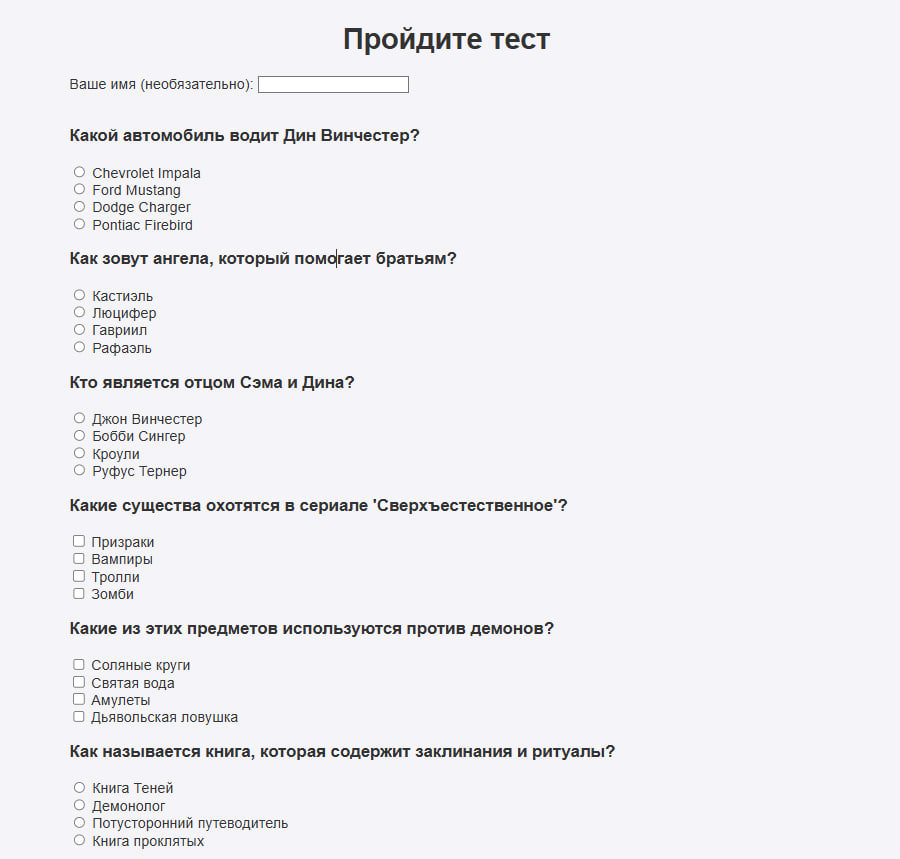 Пройдите тест
Ваше имя (необязательно):
Какой автомобиль водит Дин Винчестер?
Chevrolet Impala
Ford Mustang
Dodge Charger
Pontiac Firebird
Как зовут ангела, который помогает братьям?
Кастиэль
Люцифер
Гавриил
Рафаэль
Кто является отцом Сэма и Дина?
Джон Винчестер
Бобби Сингер
Кроули
Руфус Тернер
Какие существа охотятся в сериале 'Сверхъестественное'?
Призраки
Вампиры
Тролли
Зомби
Какие из этих предметов используются против демонов?
Соляные круги
Святая вода
Амулеты
Дьявольская ловушка
Как называется книга, которая содержит заклинания и ритуалы?
Книга Теней
Демонолог
Потусторонний путеводитель
Книга проклятых